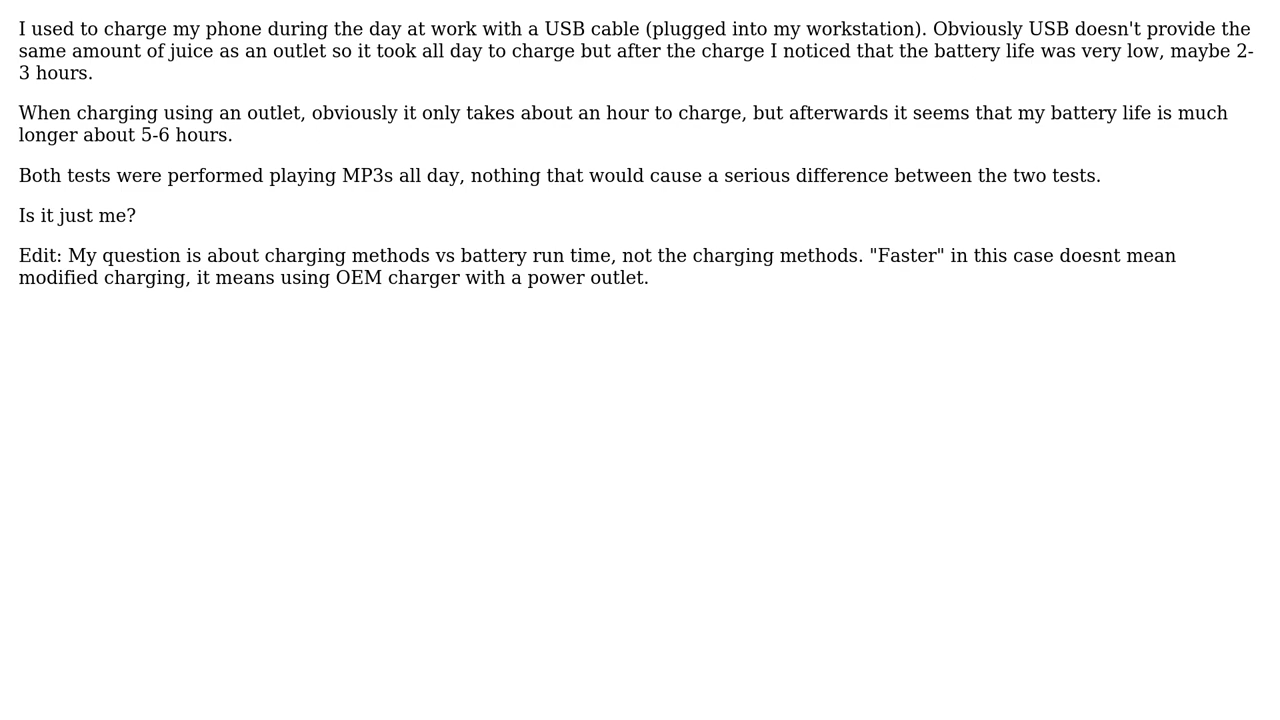 I used to charge my phone during the day at work with a USB cable (plugged into my workstation). Obviously USB doesn't provide the
same amount of juice as an outlet so it took all day to charge but after the charge I noticed that the battery life was very low, maybe 2-
3 hours.
When charging using an outlet, obviously it only takes about an hour to charge, but afterwards it seems that my battery life is much
longer about 5-6 hours.
Both tests were performed playing MP3s all day, nothing that would cause a serious difference between the two tests.
Is it just me?
Edit: My question is about charging methods vs battery run time, not the charging methods. "Faster" in this case doesnt mean
modified charging, it means using OEM charger with a power outlet.